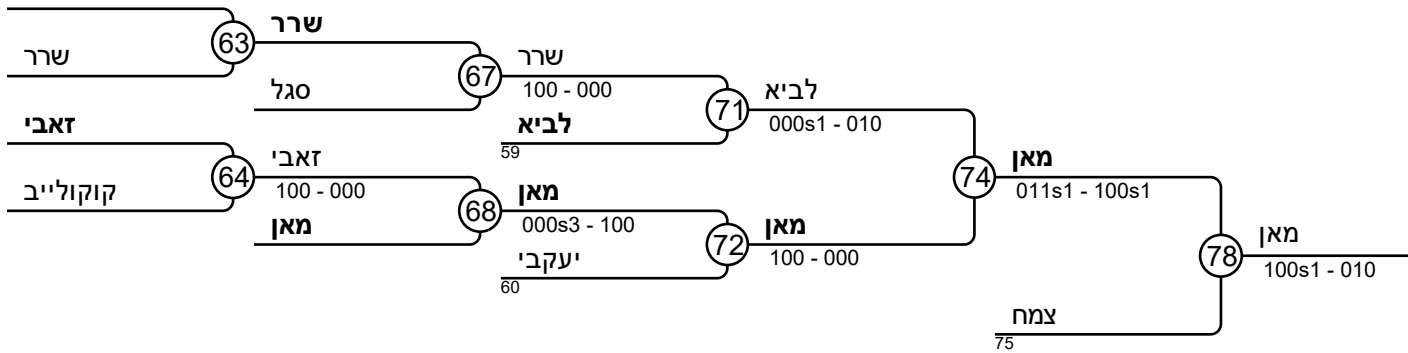 שרר
63
שרר
שרר
67
100 - 000
סגל
לביא
71
000s1 - 010
זאבי
לביא
59
זאבי
64
100 - 000
מאן
74
011s1 - 100s1
קוקולייב
מאן
68
000s3 - 100
מאן
מאן
72
100 - 000
מאן
78
100s1 - 010
יעקבי
60
צמח
75